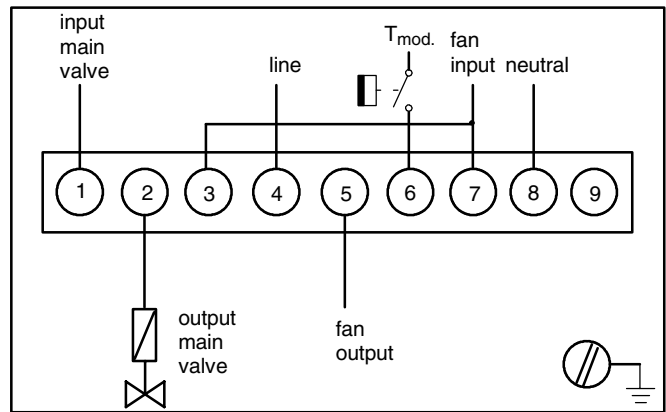 input
main
valve
line
Tmod.
fan
input
neutral
1 2 3 4 5 6 7 8 9
output
main
valve
fan
output